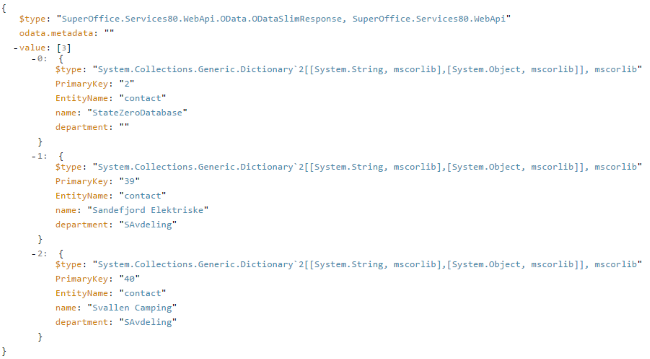 {
$type: "SuperOffice.Services80.WebApi.OData.ODataSlimResponse, SuperOffice.Services80.WebApi"
odata.metadata: ""
-value: [3]
-0: {
$type: "System.Collections.Generic.Dictionary`2[[System.String, mscorlib],[System.Object, mscorlib]], mscorlib"
PrimaryKey: "2"
EntityName: "contact"
name: "StateZeroDatabase"
department: ""
}
-1: {
$type: "System.Collections.Generic.Dictionary`2[[System.String, mscorlib],[System.Object, mscorlib]], mscorlib"
PrimaryKey: "39"
EntityName: "contact"
name: "Sandefjord Elektriske"
department: "SAvdeling"
}
-2: {
$type: "System.Collections.Generic.Dictionary`2[[System.String, mscorlib],[System.Object, mscorlib]], mscorlib"
PrimaryKey: "40"
EntityName: "contact"
name: "Svallen Camping"
department: "SAvdeling"
}
}